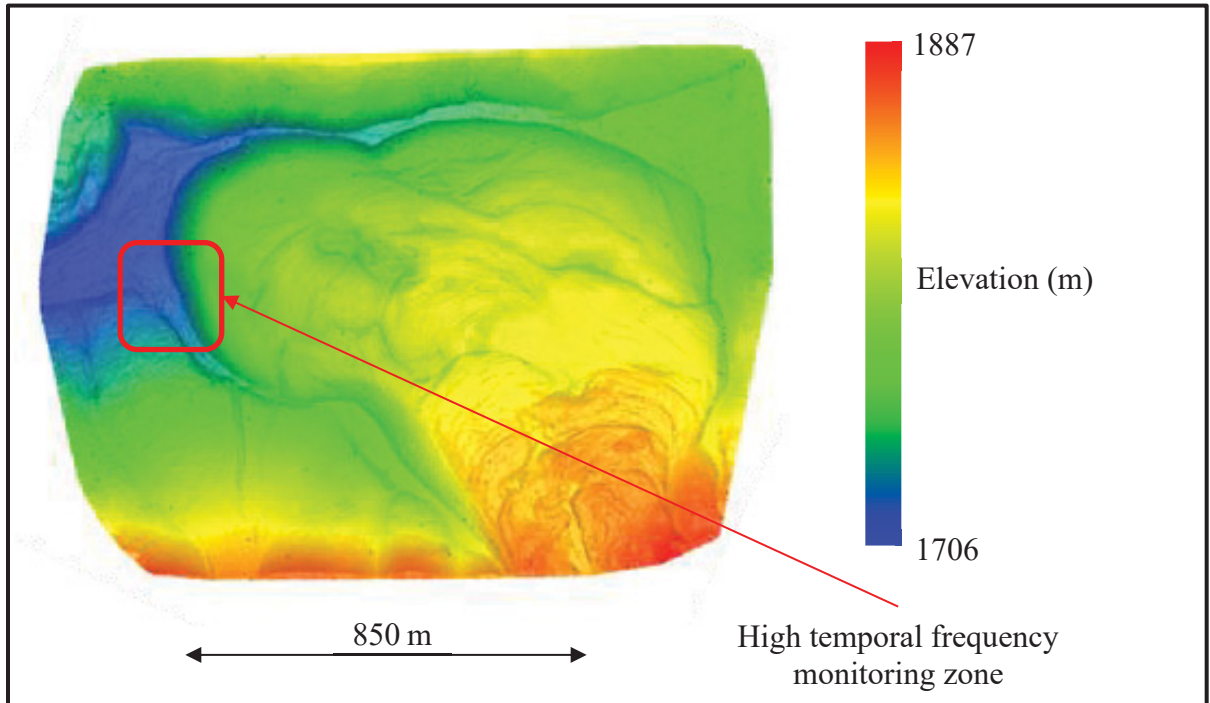 1887
Elevation (m)
1706
850 m
High temporal frequency
monitoring zone